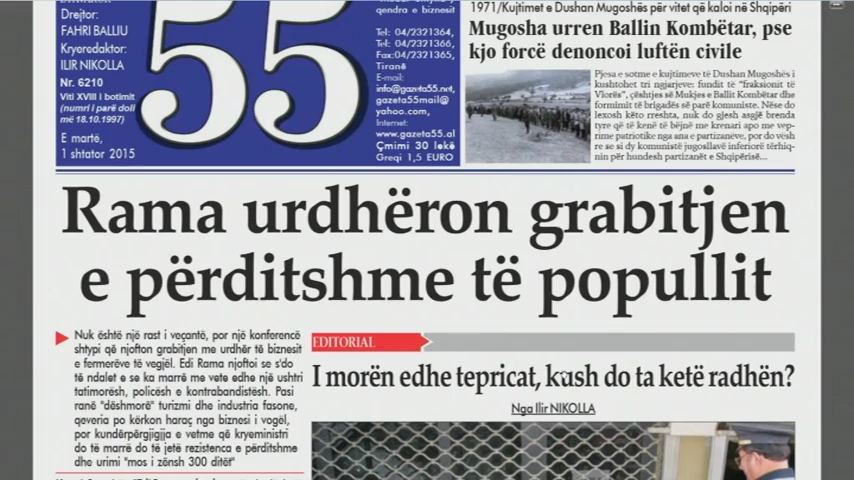 Drejtor:
FAHRI BALLIU
Kryeredaktor:
ILIR NIKOLLA
Nr. 6210
Viti XVIII i botimit
(numri i parë doli
më 18.10.1997)
E martë,
1 shtator 2015
55
qendra e biznesit
Tel: 04/2321364,
Tel: 04/2321366,
Fax:04/2321365,
Tiranë
E-mail:
info@gazeta55.net,
gazeta55mail@
yahoo.com,
Internet:
www.gazeta55.al
Çmimi 30 lekë
Greqi 1,5 EURO
1971/Kujtimet e Dushan Mugoshës për vitet që kaloi në Shqipëri
Mugosha urren Ballin Kombëtar, pse
kjo forcë denoncoi luftën civile
Pjesa e sotme e kujtimeve të Dushan Mugoshës i
kushtohet tri ngjarjeve: fundit të "fraksionit të
Vlorës", çështjes së Mukjes e Ballit Kombëtar dhe
formimit të brigadës së parë komuniste. Nëse do
lexosh këto rreshta, nuk do gjesh asgjë brenda
tyre që të kenë të bëjnë me krenari apo me vep-
rime patriotike nga ana e partizanëve, por do vësh
re se si dy komunistë jugosllavë inferiorë tërhiq-
nin për hundesh partizanët e Shqipërisë...
Rama urdhëron grabitjen
e përditshme të popullit
Nuk është një rast i veçantë, por një konferencë
shtypi që njofton grabitjen me urdhër të biznesit
e fermerëve të vegjël. Edi Rama njoftoi se s'do
të ndalet e se ka marrë me vete edhe një ushtri
tatimorësh, policësh e kontrabandistësh. Pasi
ranë "dëshmorë" turizmi dhe industria fasone,
qeveria po kërkon haraç nga biznesi i vogël,
por kundërpërgjigjja e vetme që kryeministri
do të marrë do të jetë rezistenca e përditshme
dhe urimi "mos i zënsh 300 ditët"
EDITORIAL
I morën edhe tepricat, kush do ta ketë radhën?
Nga Ilir NIKOLLA